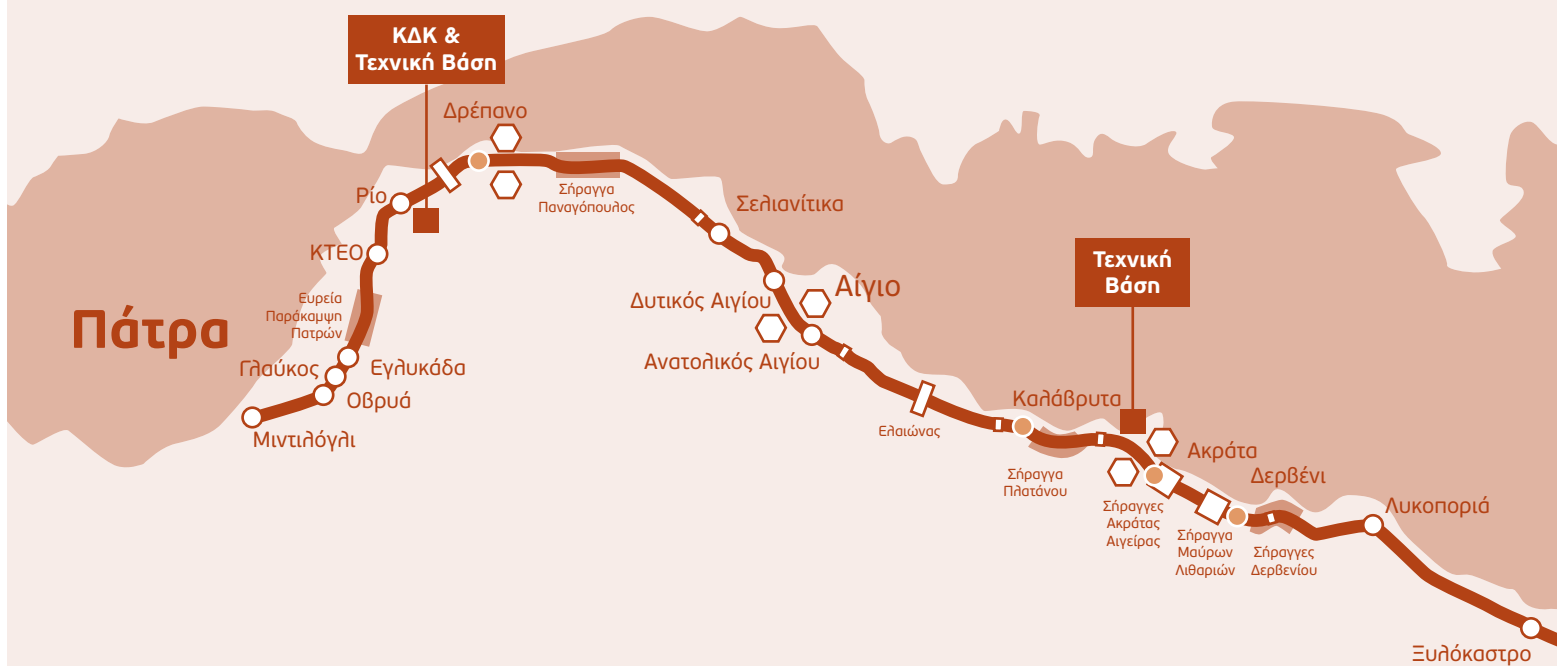 ΚΔΚ &
Τεχνική Βάση
Δρέπανο
Σήραγγα
Παναγόπουλος
Ρίο
Σελιανίτικα
ΚΤΕΟ
Τεχνική
Βάση
Αίγιο
Δυτικός Αιγίου
Ευρεία
Παράκαμψη
Πατρών
Πάτρα
Ανατολικός Αιγίου
Γλαύκος
Εγλυκάδα
Οβρυά
Καλάβρυτα
Μιντιλόγλι
Ελαιώνας
Ακράτα
Σήραγγα
Πλατάνου
Δερβένι
Σήραγγες
Ακράτας
Αιγείρας
Λυκοποριά
Σήραγγα
Μαύρων
Λιθαριών
Σήραγγες
Δερβενίου
Ξυλόκαστρο